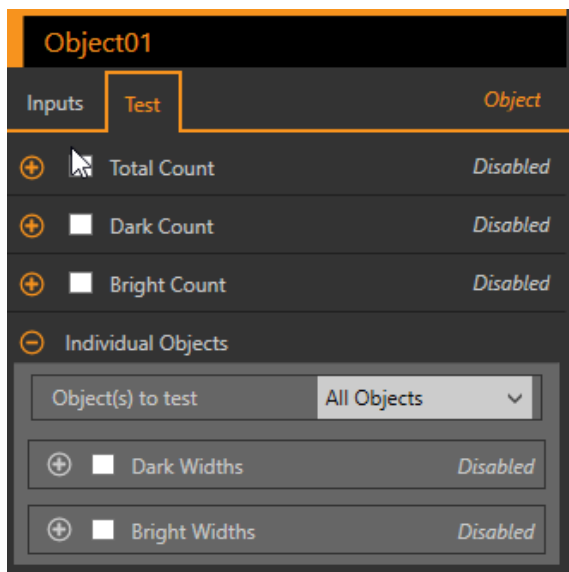 Object01
Inputs Test Object
Total Count Disabled
Dark Count Disabled
Bright Count Disabled
Individual Objects
Object(s) to test All Objects
Dark Widths Disabled
Bright Widths Disabled